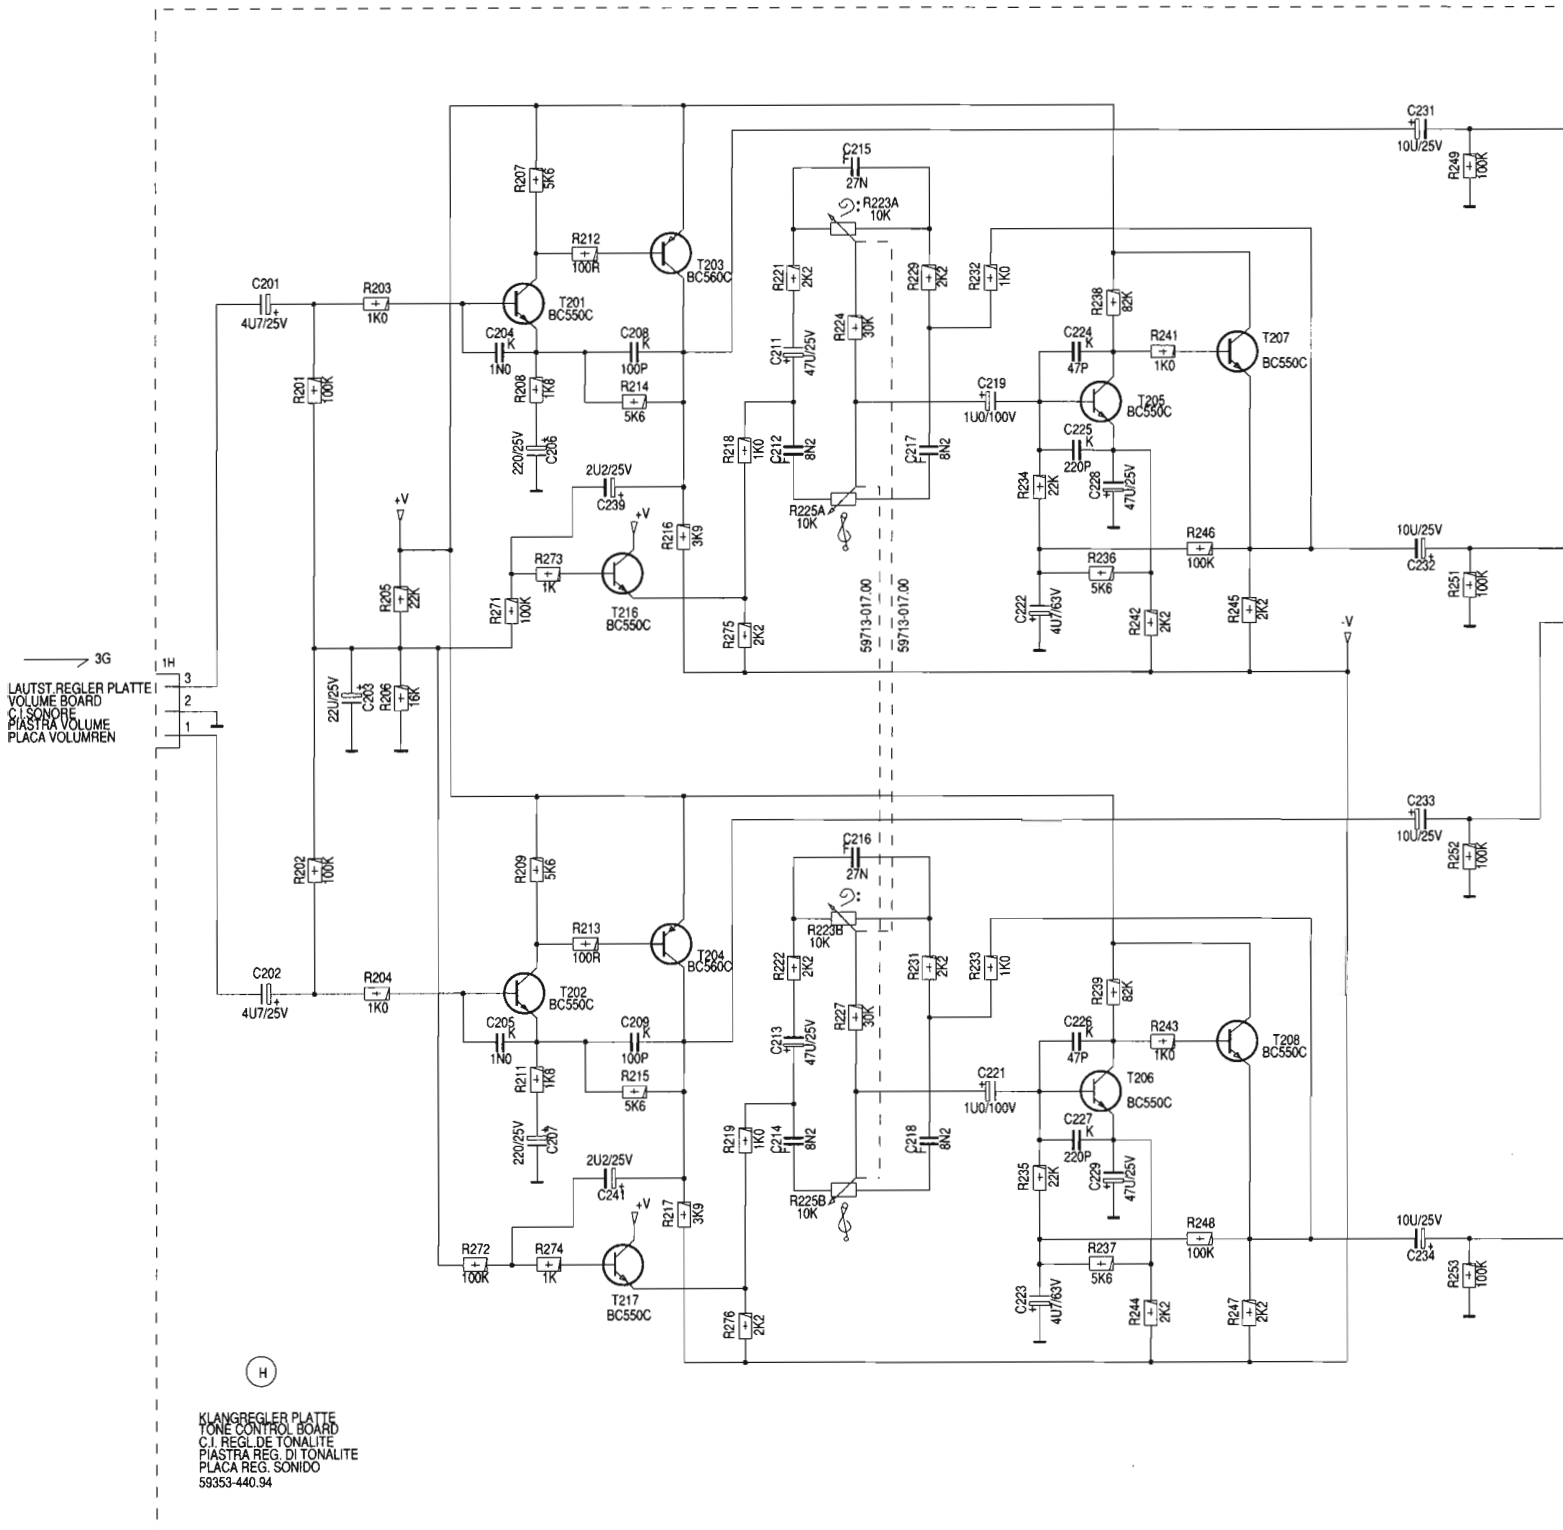 C231
10U/25V
R249
100K
C215
F
27N
R223A
10K
R207
5K6
R212
100R
T203
BC560C
R221
2K2
R229
2K2
R232
1K0
R238
82K
C201
4U7/25V
R203
1K0
T201
BC550C
R224
30K
C224
K
47P
R241
1K0
T207
BC550C
C204
K
1N0
C208
K
100P
C211
47U/25V
R201
100K
R208
1K8
R214
5K6
C219
1U0/100V
T205
BC550C
220/25V
C206
R218
1K0
C212
F
8N2
C217
F
8N2
C225
K
220P
2U2/25V
C239
R234
22K
C228
47U/25V
+V
+V
R225A
10K
R216
3K9
10U/25V
C232
R246
100K
R273
1K
R236
5K6
R205
22K
R271
100K
T216
BC550C
R251
100K
R275
2K2
59713-017.00
59713-017.00
C222
4U7/63V
R242
2K2
R245
2K2
-V
3G
1H
3
LAUTST.REGLER PLATTE
VOLUME BOARD
2
C.I.SONORE
PIASTRA VOLUME
1
PLACA VOLUMREN
22U/25V
C203
R206
16K
C233
10U/25V
R252
100K
C216
F
27N
R202
100K
R209
5K6
R223B
10K
R213
100R
T204
BC560C
R222
2K2
R231
2K2
R233
1K0
R239
82K
C202
4U7/25V
R204
1K0
T202
BC550C
R227
30K
C205
K
1N0
C209
K
100P
C213
47U/25V
C226
K
47P
R243
1K0
T208
BC550C
R211
1K8
R215
5K6
C221
1U0/100V
T206
BC550C
220/25V
C207
R219
1K0
C214
F
8N2
C218
F
8N2
C227
K
220P
2U2/25V
C241
R235
22K
C229
47U/25V
+V
R225B
10K
R217
3K9
10U/25V
C234
R248
100K
R272
100K
R274
1K
R237
5K6
R253
100K
T217
BC550C
R276
2K2
C223
4U7/63V
R244
2K2
R247
2K2
H
KLANGREGLER PLATTE
TONE CONTROL BOARD
C.I. REGL.DE TONALITE
PIASTRA REG. DI TONALITE
PLACA REG. SONIDO
59353-440.94